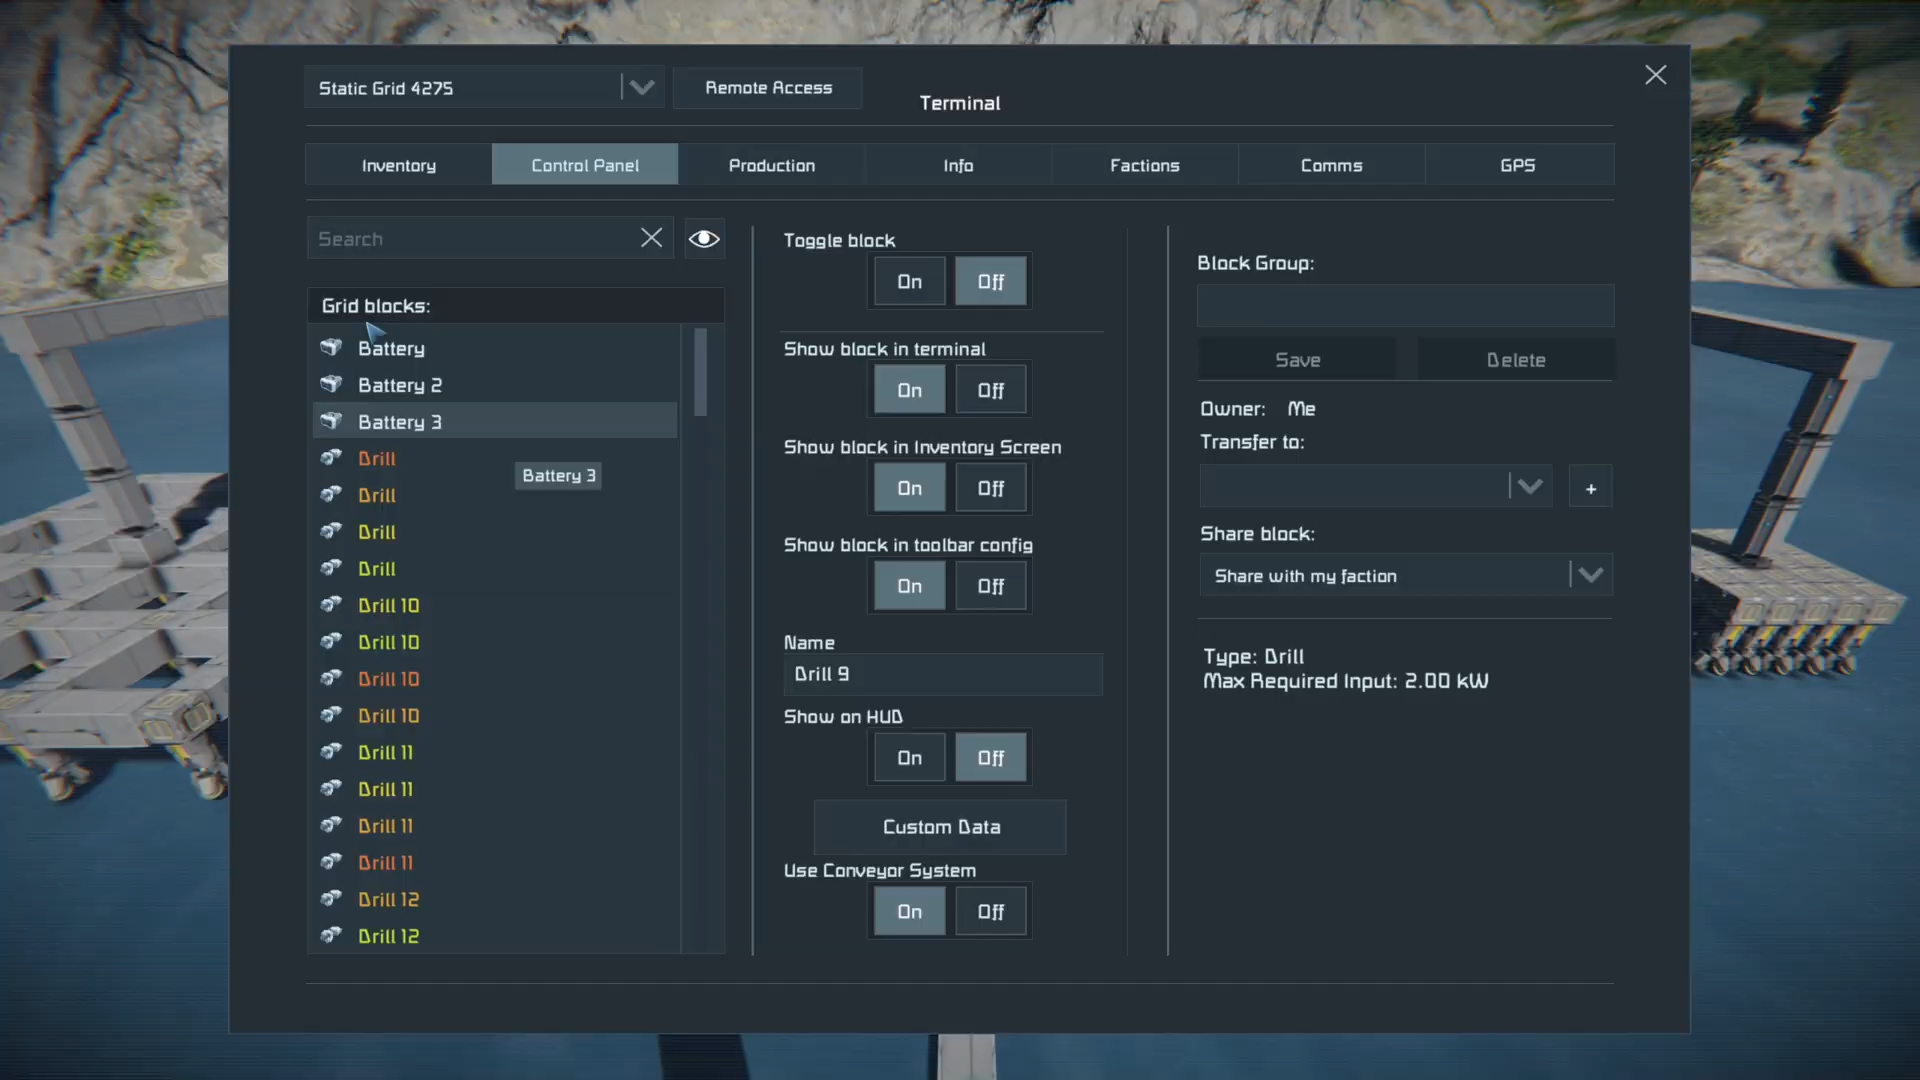 Static Grid 4275
Remote Access
Terminal
Inventory
Control Panel
Production
Info
Factions
Comms
GPS
Search
Grid blocks:
Battery
Battery 2
Battery 3
Drill
Battery 3
Drill
Drill
Drill
Drill 10
Drill 10
Drill 10
Drill 10
Drill 11
Drill 11
Drill 11
Drill 11
Drill 12
Drill 12
Toggle block
On Off
Show block in terminal
On Off
Show block in Inventory Screen
On Off
Show block in toolbar config
On Off
Name
Drill 9
Show on HUD
On Off
Custom Data
Use Conveyor System
On Off
Block Group:
Save Delete
Owner: Me
Transfer to:
+
Share block:
Share with my faction
Type: Drill
Max Required Input: 2.00 kW